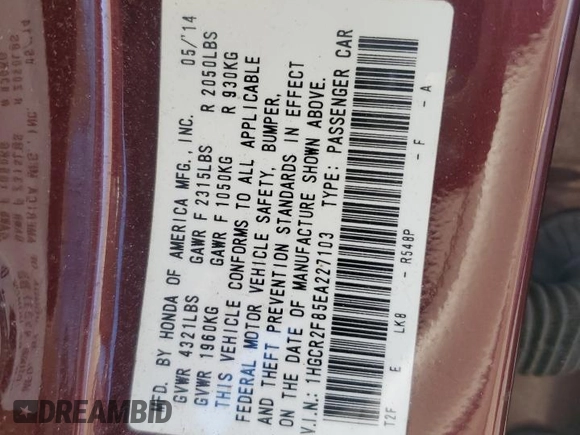 MFD. BY HONDA OF AMERICA MFG., INC. 05/'14
GVWR 4321LBS GAWR F 2315LBS R 2050LBS
GVWR 1960KG GAWR F 1050KG R 930KG
THIS VEHICLE CONFORMS TO ALL APPLICABLE
FEDERAL MOTOR VEHICLE SAFETY, BUMPER,
AND THEFT PREVENTION STANDARDS IN EFFECT
ON THE DATE OF MANUFACTURE SHOWN ABOVE.
V.I.N.: 1HGCR2F85EA227103 TYPE: PASSENGER CAR
T2F E LK8 - R548P - F - A
DREAMBID